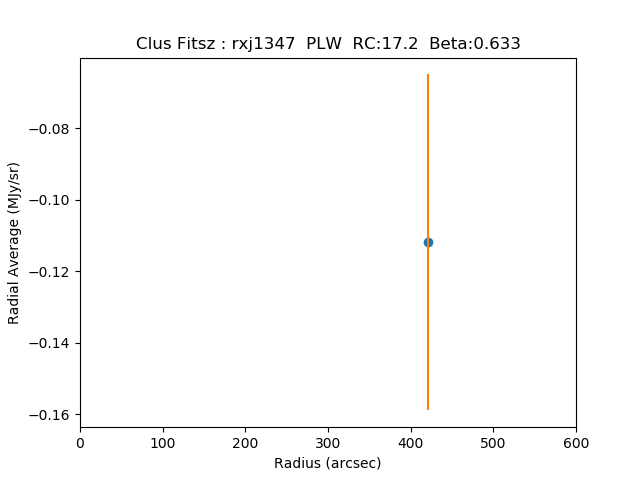 Clus Fitsz : rxj1347  PLW  RC:17.2  Beta:0.633
Radial Average (MJy/sr)
−0.08
−0.10
−0.12
−0.14
−0.16
0 100 200 300 400 500 600
Radius (arcsec)